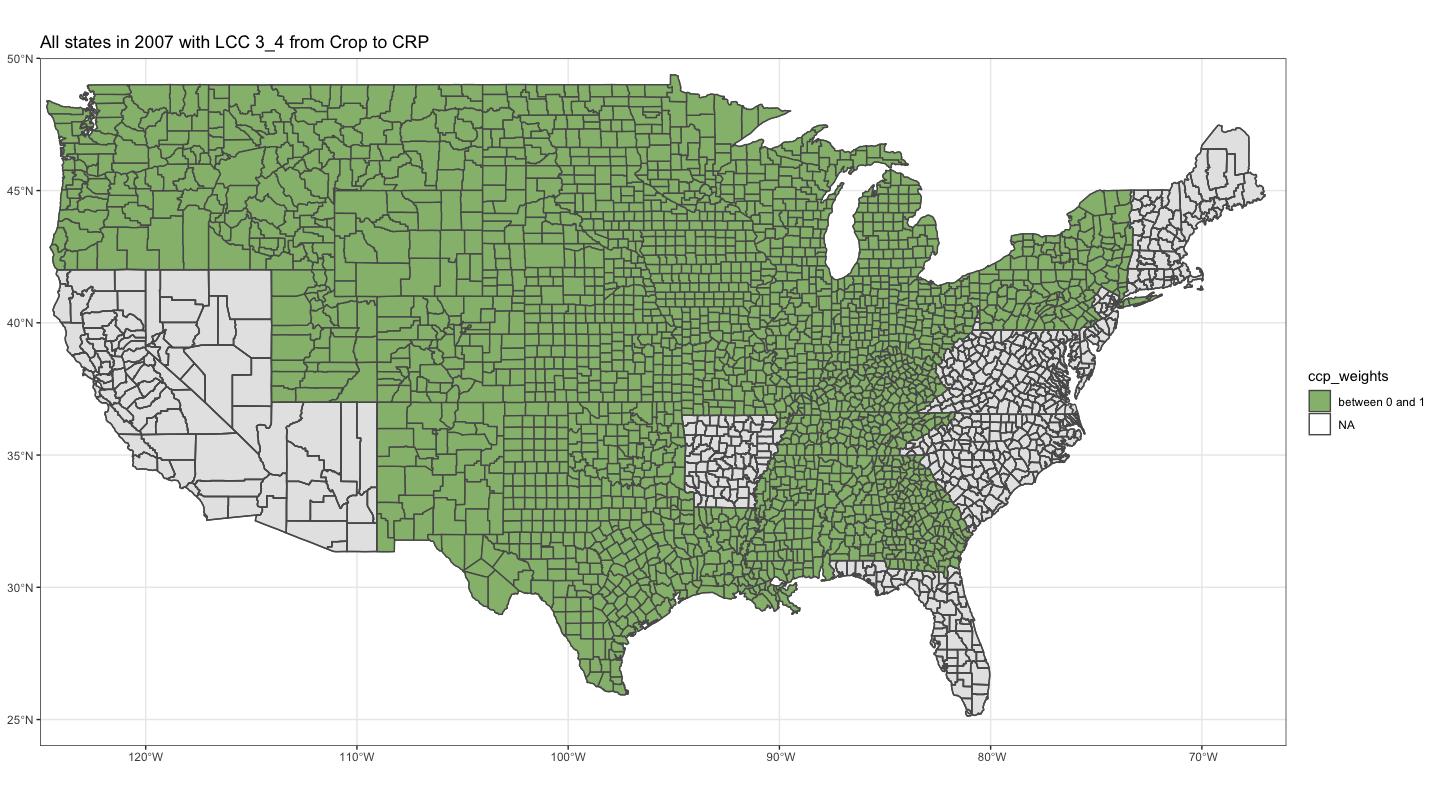 All states in 2007 with LCC 3_4 from Crop to CRP
50°N
45°N
40°N
35°N
30°N
25°N
120°W
110°W
100°W
90°W
80°W
70°W
ccp_weights
between 0 and 1
NA